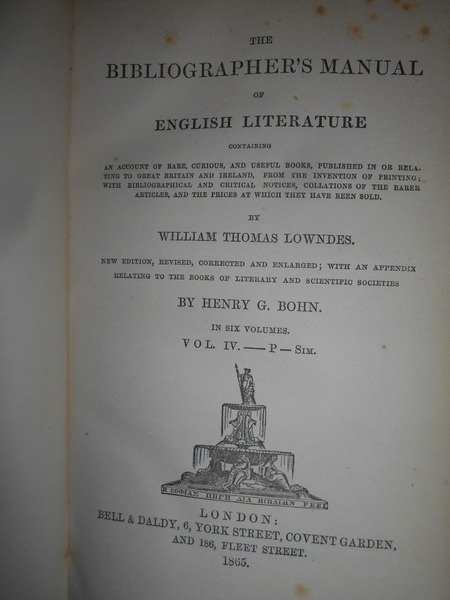 THE
BIBLIOGRAPHER'S MANUAL
OF
ENGLISH LITERATURE
CONTAINING
AN ACCOUNT OF RARE, CURIOUS, AND USEFUL BOOKS, PUBLISHED IN OR RELA-
TING TO GREAT BRITAIN AND IRELAND, FROM THE INVENTION OF PRINTING;
WITH BIBLIOGRAPHICAL AND CRITICAL NOTICES, COLLATIONS OF THE RARER
ARTICLES, AND THE PRICES AT WHICH THEY HAVE BEEN SOLD.
BY
WILLIAM THOMAS LOWNDES.
NEW EDITION, REVISED, CORRECTED AND ENLARGED; WITH AN APPENDIX
RELATING TO THE BOOKS OF LITERARY AND SCIENTIFIC SOCIETIES
BY HENRY G. BOHN.
IN SIX VOLUMES.
VOL. IV. — P — SIM.
ΔΙΑ ΒΙΒΛΙΩΝ ΡΕΕΙ
LONDON:
BELL & DALDY, 6, YORK STREET, COVENT GARDEN,
AND 186, FLEET STREET.
1865.